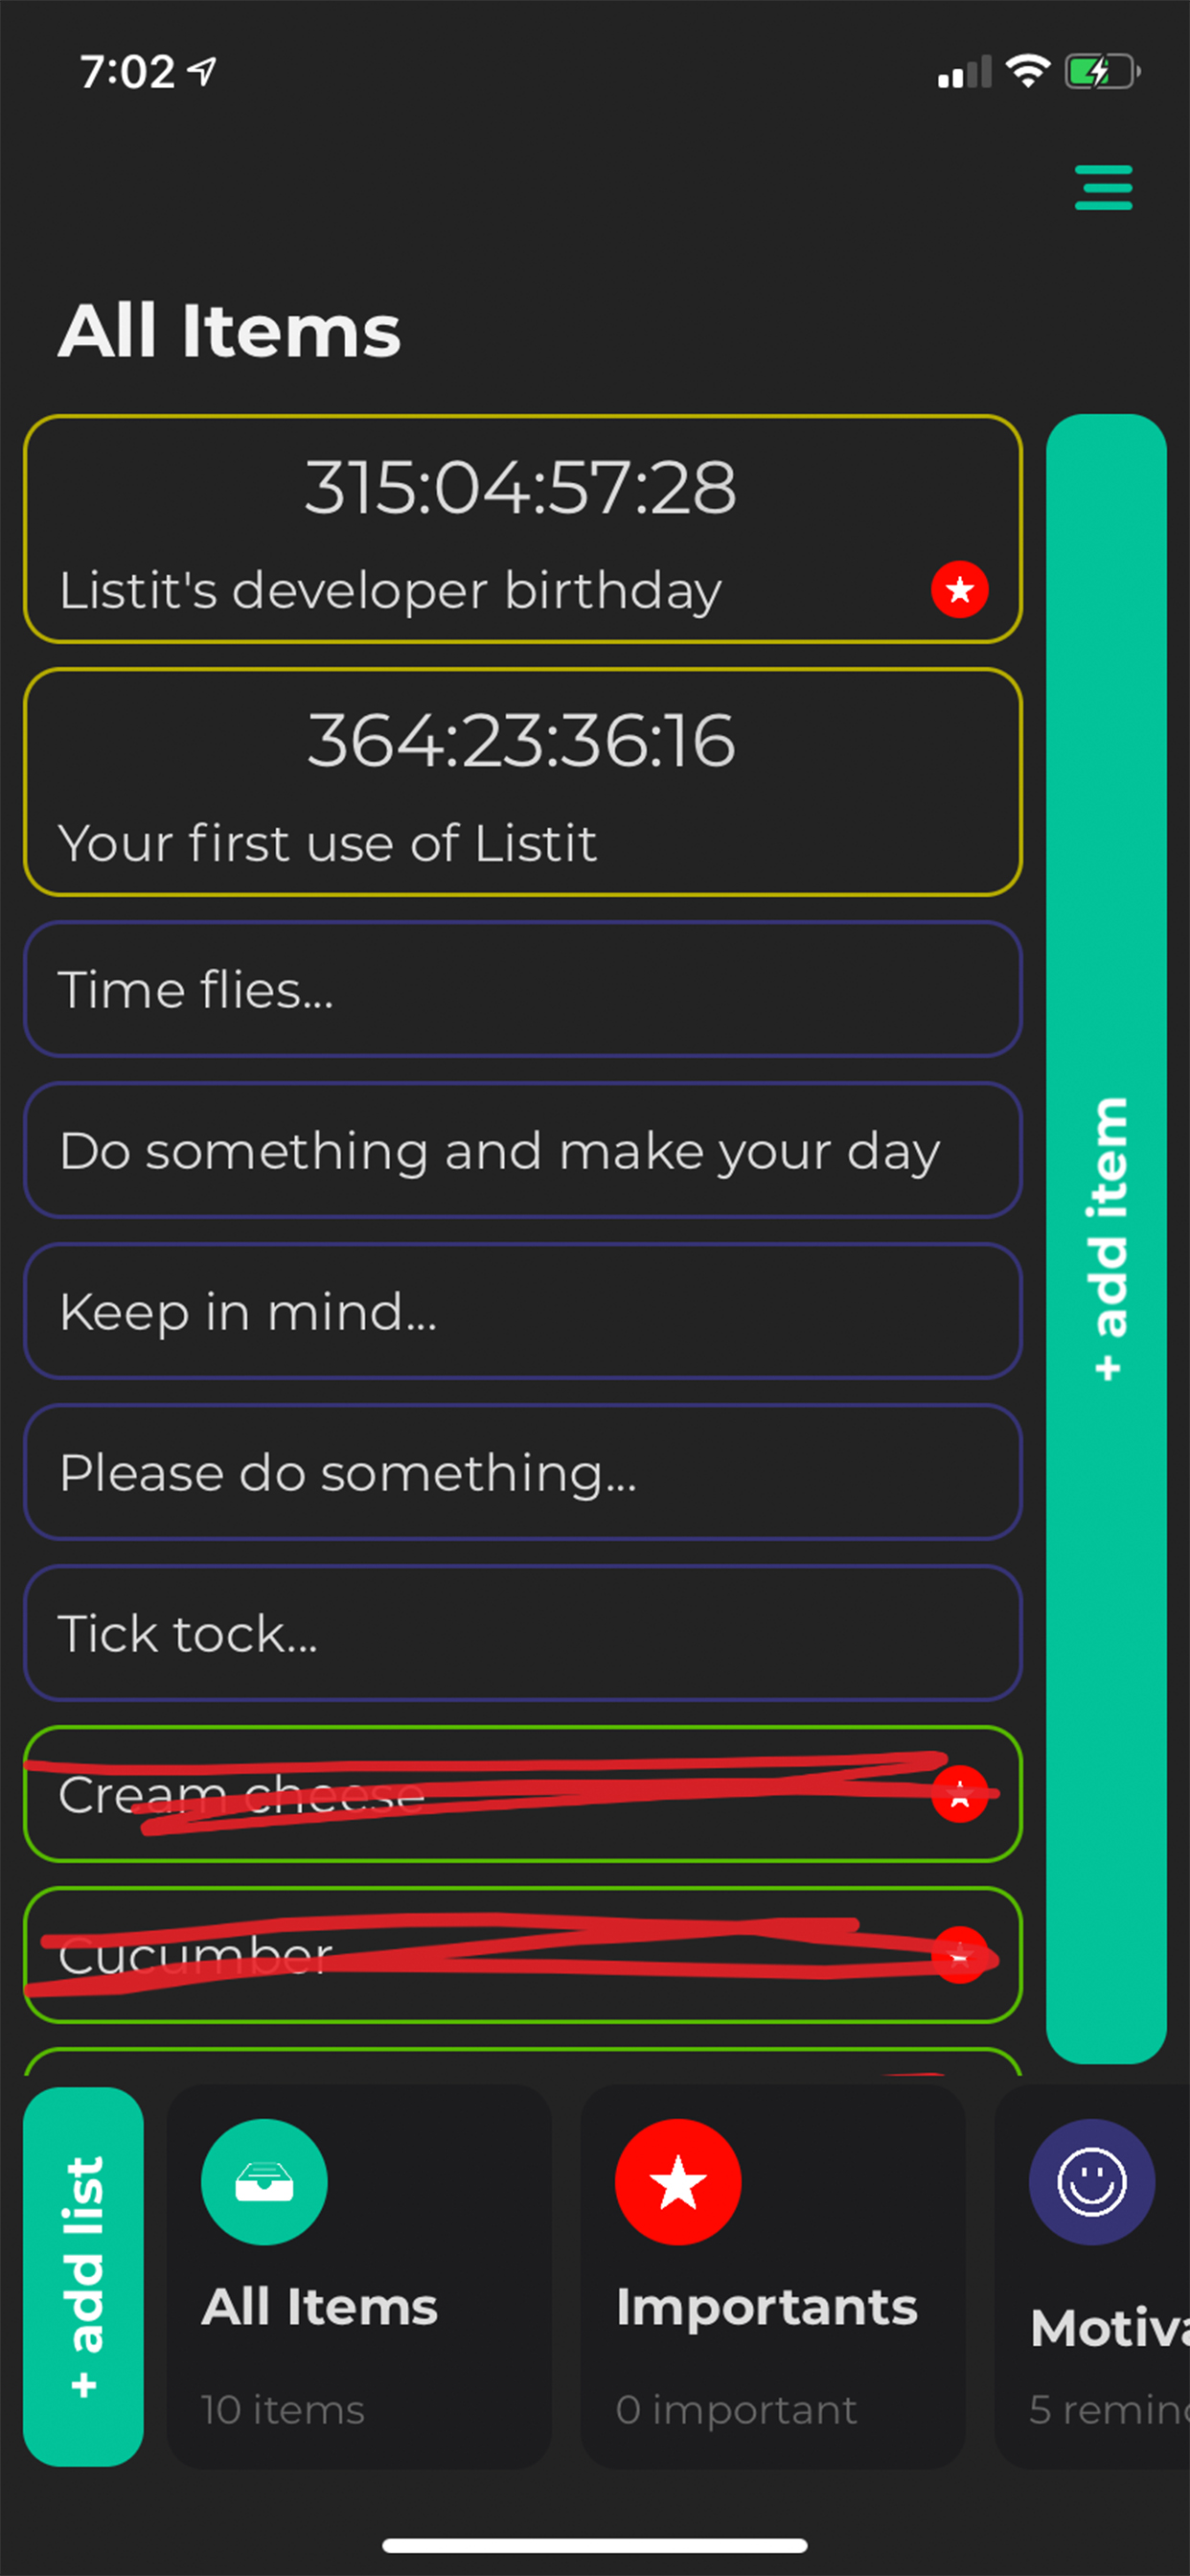 7:02
All Items
315:04:57:28
Listit's developer birthday
364:23:36:16
Your first use of Listit
Time flies...
Do something and make your day
Keep in mind...
Please do something...
Tick tock...
Cream cheese
Cucumber
+ add item
+ add list
All Items
10 items
Importants
0 important
Motiva
5 remin